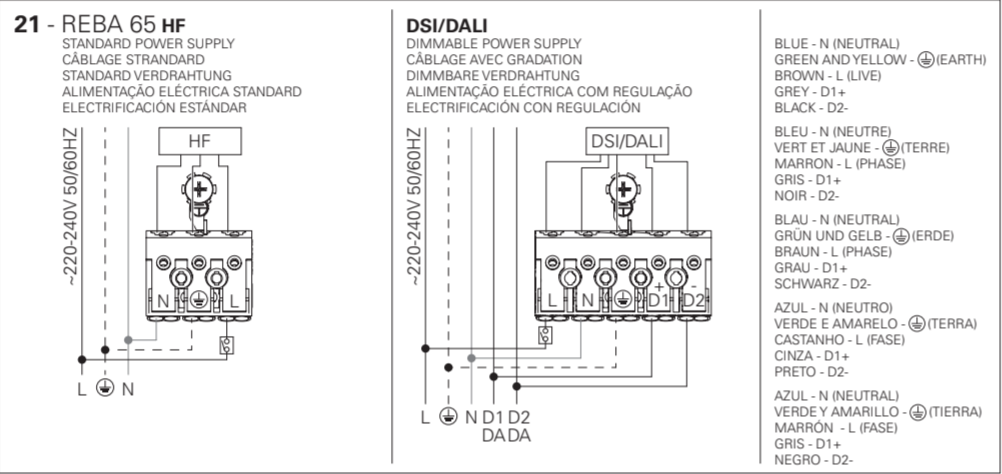 21 - REBA 65 HF
STANDARD POWER SUPPLY
CÂBLAGE STRANDARD
STANDARD VERDRAHTUNG
ALIMENTAÇÃO ELÉCTRICA STANDARD
ELECTRIFICACIÓN ESTÁNDAR
~220-240V 50/60HZ
HF
N L
L N
DSI/DALI
DIMMABLE POWER SUPPLY
CÂBLAGE AVEC GRADATION
DIMMBARE VERDRAHTUNG
ALIMENTAÇÃO ELÉCTRICA COM REGULAÇÃO
ELECTRIFICACIÓN CON REGULACIÓN
~220-240V 50/60HZ
DSI/DALI
+ -
L N D1 D2
L N D1 D2
DA DA
BLUE - N (NEUTRAL)
GREEN AND YELLOW - (EARTH)
BROWN - L (LIVE)
GREY - D1+
BLACK - D2-
BLEU - N (NEUTRE)
VERT ET JAUNE - (TERRE)
MARRON - L (PHASE)
GRIS - D1+
NOIR - D2-
BLAU - N (NEUTRAL)
GRÜN UND GELB - (ERDE)
BRAUN - L (PHASE)
GRAU - D1+
SCHWARZ - D2-
AZUL - N (NEUTRO)
VERDE E AMARELO - (TERRA)
CASTANHO - L (FASE)
CINZA - D1+
PRETO - D2-
AZUL - N (NEUTRAL)
VERDE Y AMARILLO - (TIERRA)
MARRÓN - L (FASE)
GRIS - D1+
NEGRO - D2-